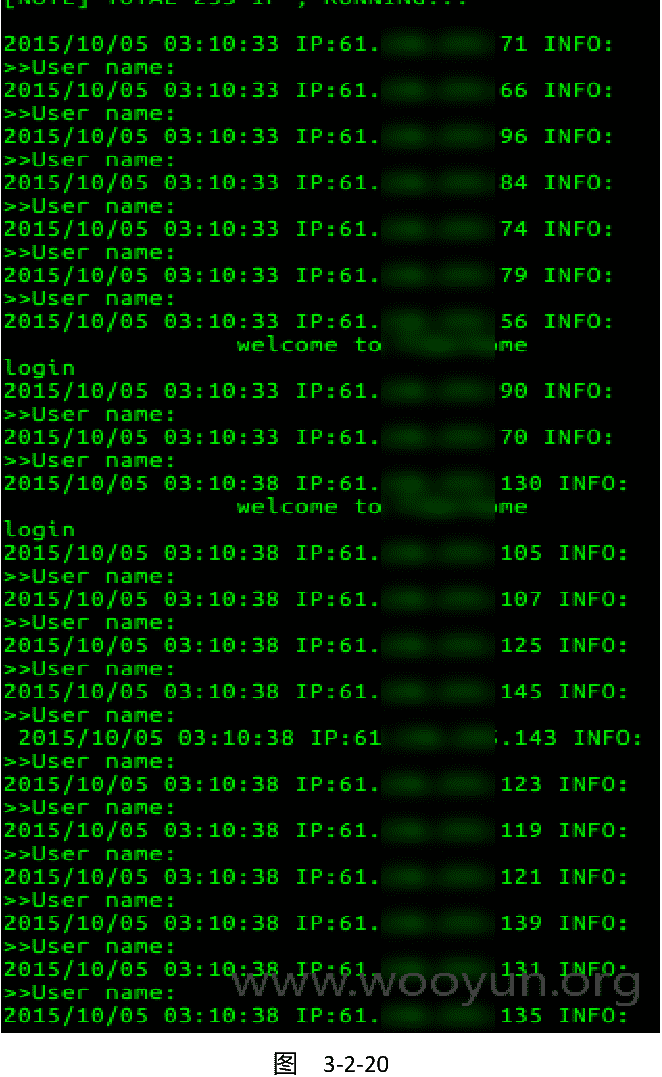 [NOTE] TOTAL 255 IP , RUNNING...
2015/10/05 03:10:33 IP:61. 71 INFO:
>>User name:
2015/10/05 03:10:33 IP:61. 66 INFO:
>>User name:
2015/10/05 03:10:33 IP:61. 96 INFO:
>>User name:
2015/10/05 03:10:33 IP:61. 84 INFO:
>>User name:
2015/10/05 03:10:33 IP:61. 74 INFO:
>>User name:
2015/10/05 03:10:33 IP:61. 79 INFO:
>>User name:
2015/10/05 03:10:33 IP:61. 56 INFO:
welcome to ome
login
2015/10/05 03:10:33 IP:61. 90 INFO:
>>User name:
2015/10/05 03:10:33 IP:61. 70 INFO:
>>User name:
2015/10/05 03:10:38 IP:61. 130 INFO:
welcome to ome
login
2015/10/05 03:10:38 IP:61. 105 INFO:
>>User name:
2015/10/05 03:10:38 IP:61. 107 INFO:
>>User name:
2015/10/05 03:10:38 IP:61. 125 INFO:
>>User name:
2015/10/05 03:10:38 IP:61. 145 INFO:
>>User name:
2015/10/05 03:10:38 IP:61 .143 INFO:
>>User name:
2015/10/05 03:10:38 IP:61. 123 INFO:
>>User name:
2015/10/05 03:10:38 IP:61. 119 INFO:
>>User name:
2015/10/05 03:10:38 IP:61. 121 INFO:
>>User name:
2015/10/05 03:10:38 IP:61. 139 INFO:
>>User name:
2015/10/05 03:10:38 IP:61. 131 INFO:
www.wooyun.org
>>User name:
2015/10/05 03:10:38 IP:61. 135 INFO:
图 3-2-20